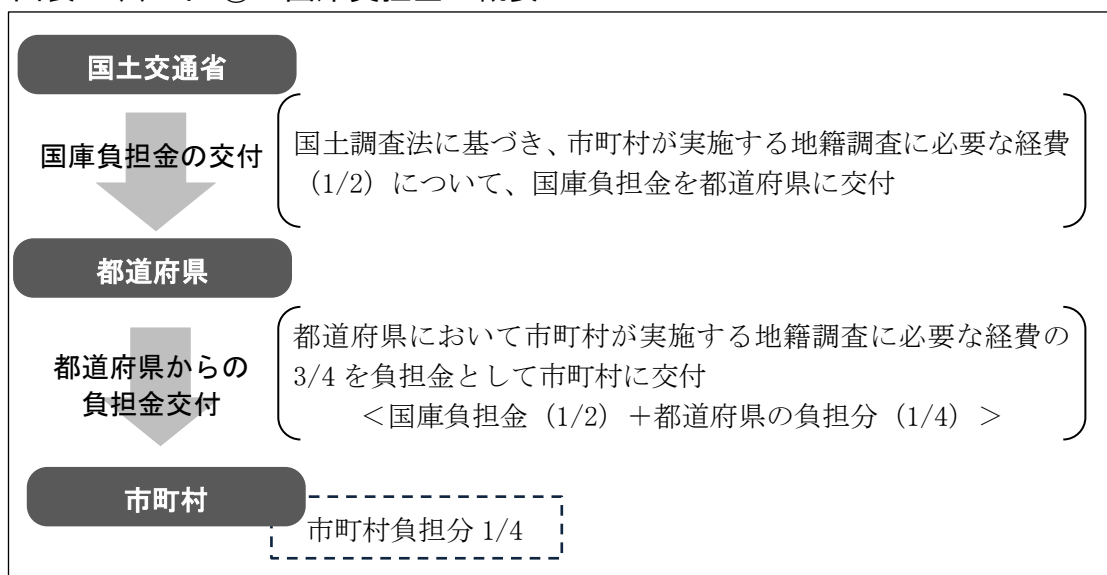 国土交通省
国庫負担金の交付
国土調査法に基づき、市町村が実施する地籍調査に必要な経費
（1/2）について、国庫負担金を都道府県に交付
都道府県
都道府県からの
負担金交付
都道府県において市町村が実施する地籍調査に必要な経費の
3/4 を負担金として市町村に交付
＜国庫負担金（1/2）＋都道府県の負担分（1/4）＞
市町村
市町村負担分 1/4